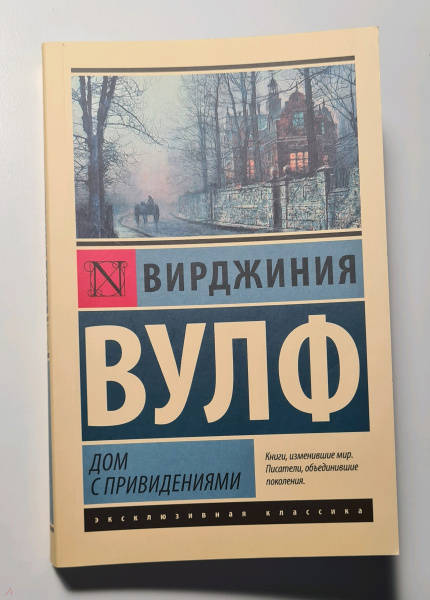 N
ВИРДЖИНИЯ
ВУЛФ
ДОМ
С ПРИВИДЕНИЯМИ
Книги, изменившие мир.
Писатели, объединившие
поколения.
эксклюзивная классика